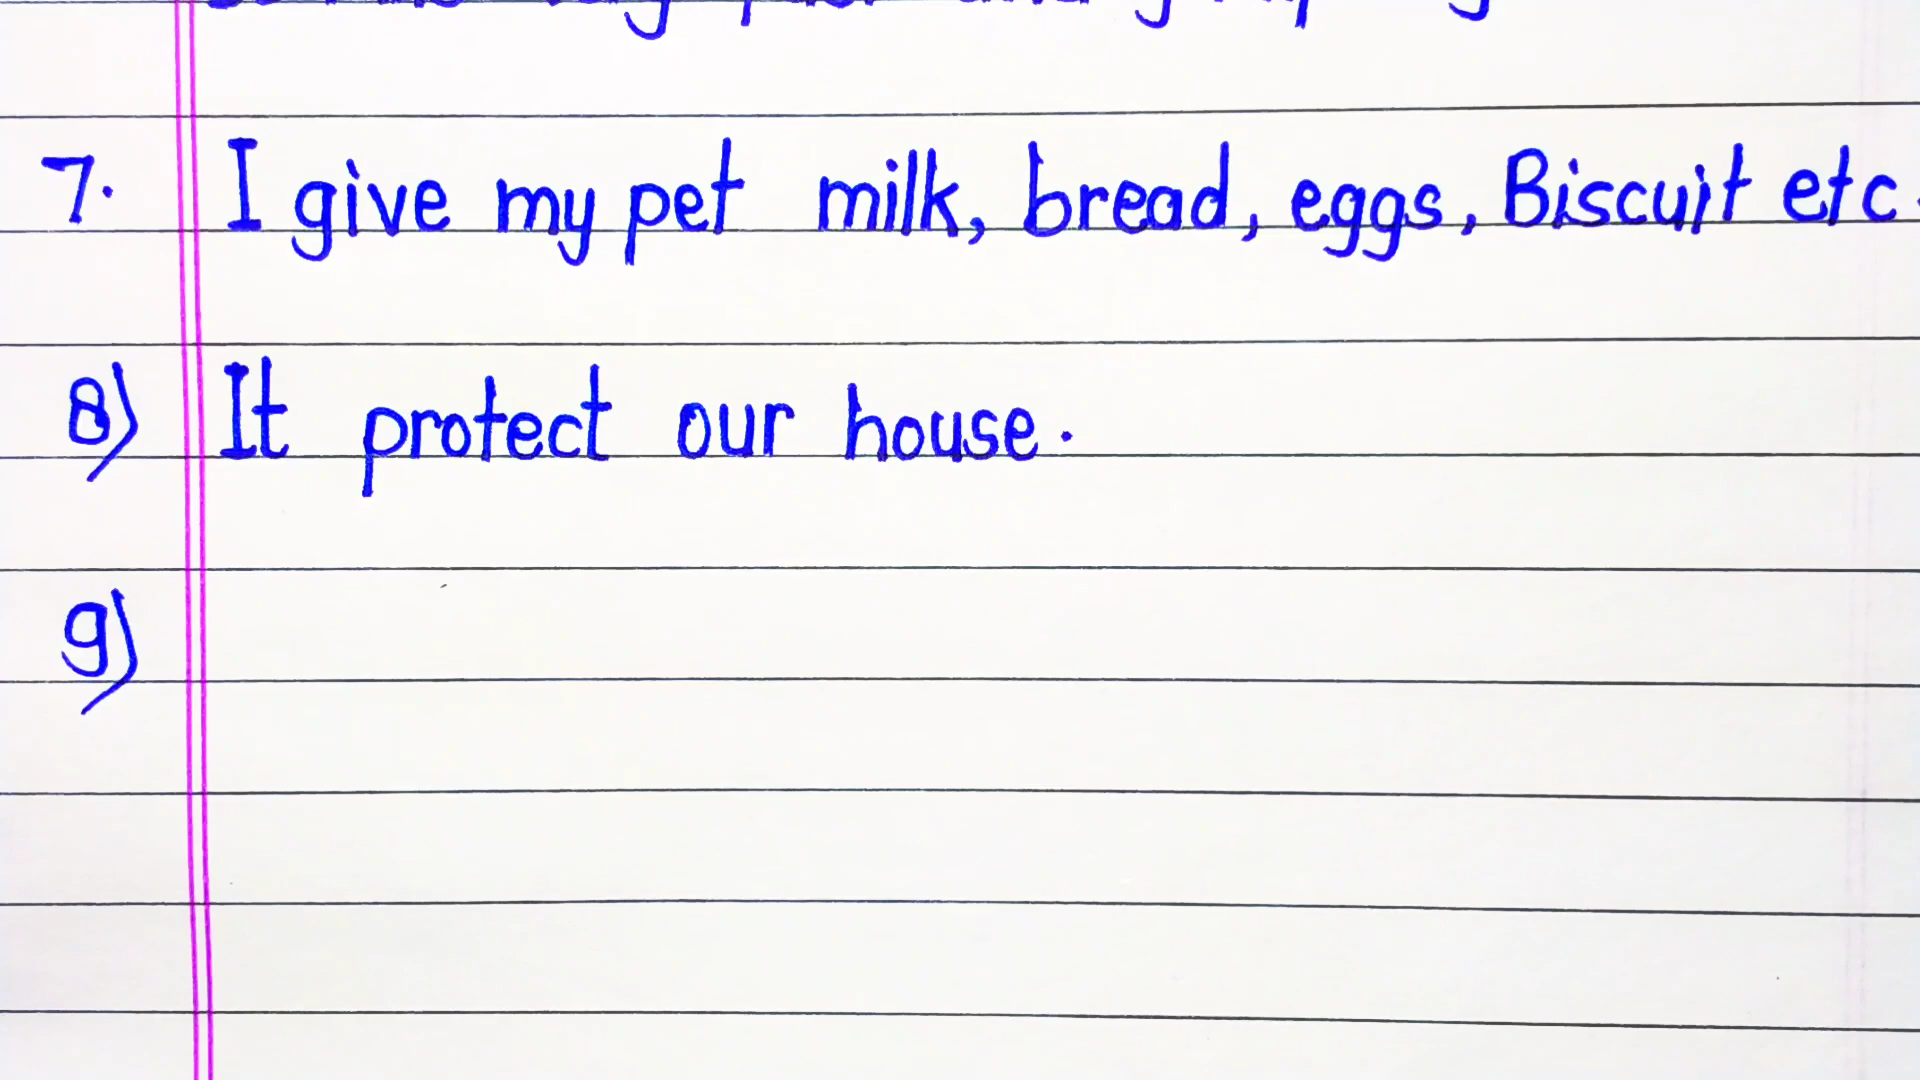 7. I give my pet milk, bread, eggs, Biscuit etc.
8) It protect our house.
9)